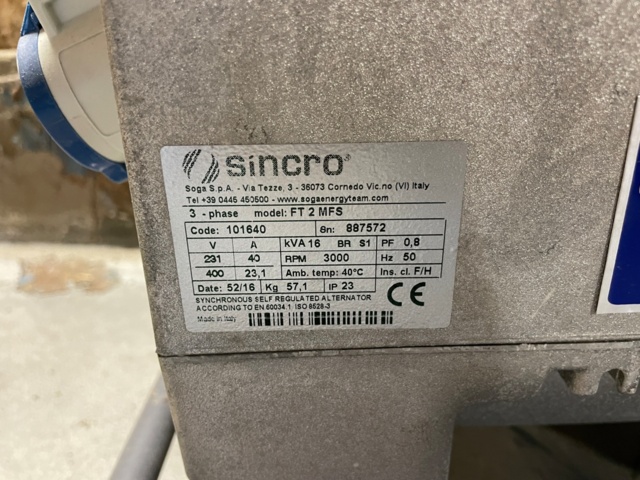 sincro
Soga S.p.A. - Via Tezze, 3 - 36073 Cornedo Vic.no (VI) Italy
Tel +39 0445 450500 - www.sogaenergyteam.com
3 - phase model: FT 2 MFS
Code: 101640 Sn: 887572
V A kVA 16 BR S1 PF 0,8
231 40 RPM 3000 Hz 50
400 23,1 Amb. temp: 40°C Ins. cl. F/H
Date: 52/16 Kg 57,1 IP 23
SYNCHRONOUS SELF REGULATED ALTERNATOR
ACCORDING TO EN 60034.1 ISO 8528-3
CE
Made in Italy